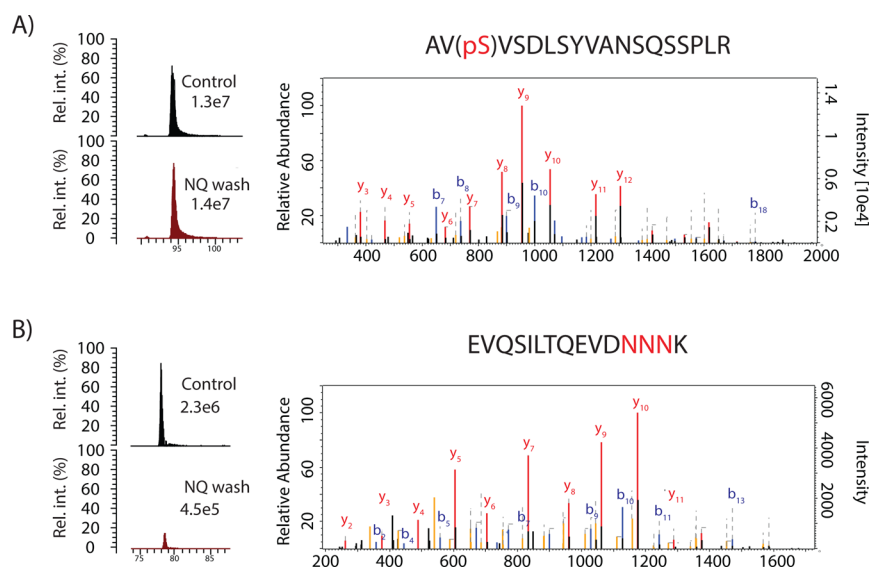 A)
AV(pS)VSDLSYVANSQSSPLR
Rel. int. (%)
100
80
60
40
20
0
Control
1.3e7
Rel. int. (%)
100
80
60
40
20
0
NQ wash
1.4e7
95
100
Relative Abundance
100
60
20
y3
y4
y5
b7
y6
b8
y7
y8
b9
y9
b10
y10
y11
y12
b18
1.4
1
0.6
0.2
Intensity [10e4]
400
600
800
1000
1200
1400
1600
1800
2000
B)
EVQSILTQEVDNNNK
Rel. int. (%)
100
80
60
40
20
Control
2.3e6
Rel. int. (%)
100
80
60
40
20
0
NQ wash
4.5e5
75
80
85
Relative Abundance
100
60
20
y2
b2
y3
b4
y4
b5
y5
y6
b7
y7
y8
b9
y9
b10
y10
b11
y11
b13
6000
4000
2000
Intensity
200
400
600
800
1000
1200
1400
1600